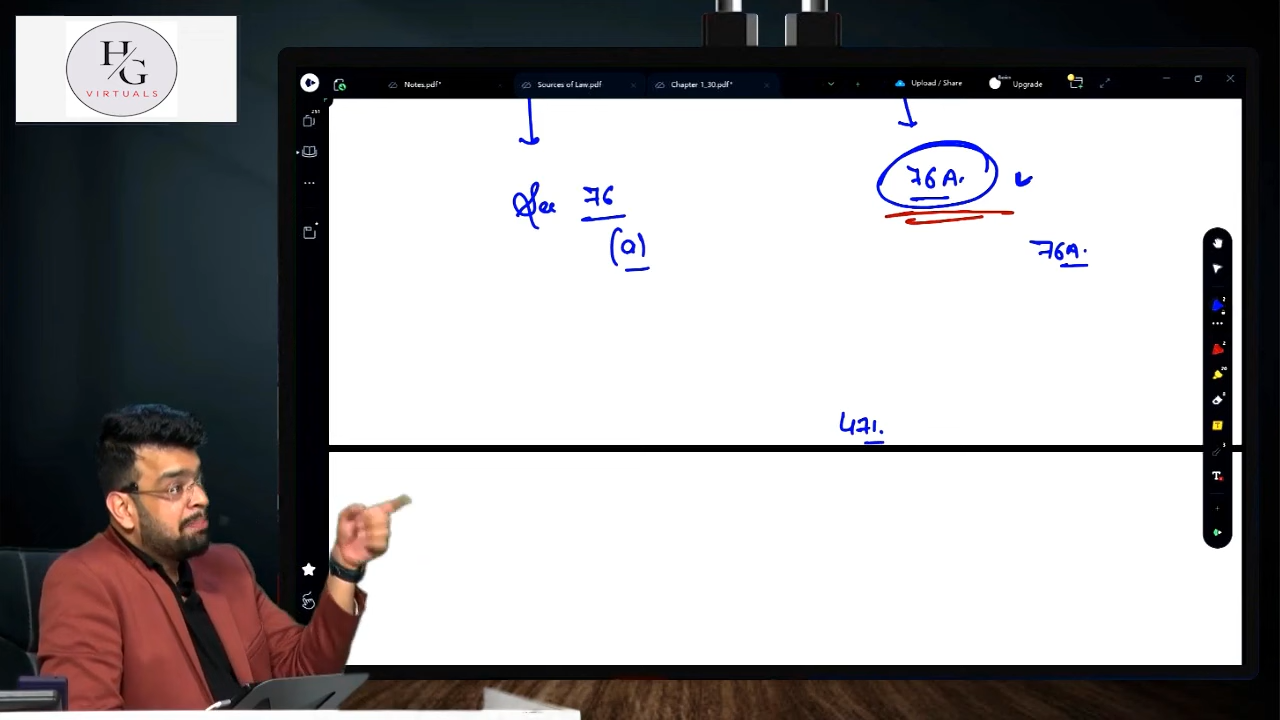 H/G
VIRTUALS
Notes.pdf*
Sources of Law.pdf
Chapter 1_30.pdf*
Upload / Share
Upgrade
76A.
Sec 76
(a)
76A.
471.